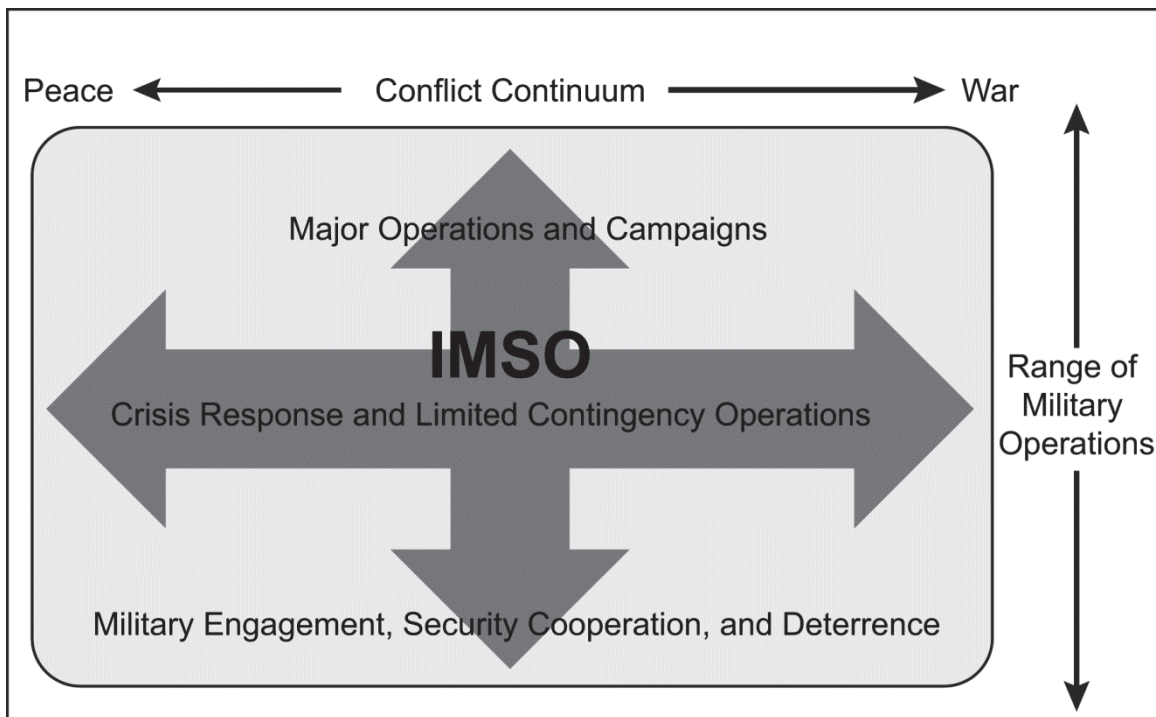 Peace Conflict Continuum War
Major Operations and Campaigns
IMSO
Crisis Response and Limited Contingency Operations
Range of
Military
Operations
Military Engagement, Security Cooperation, and Deterrence